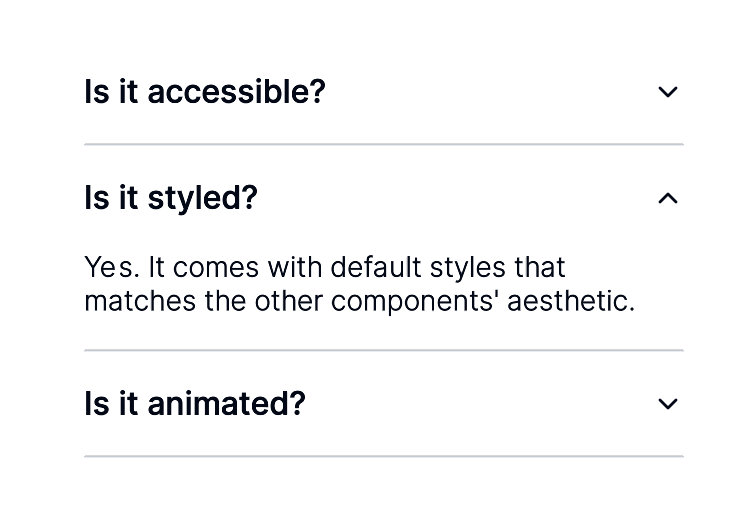 Is it accessible?
Is it styled?
Yes. It comes with default styles that
matches the other components' aesthetic.
Is it animated?